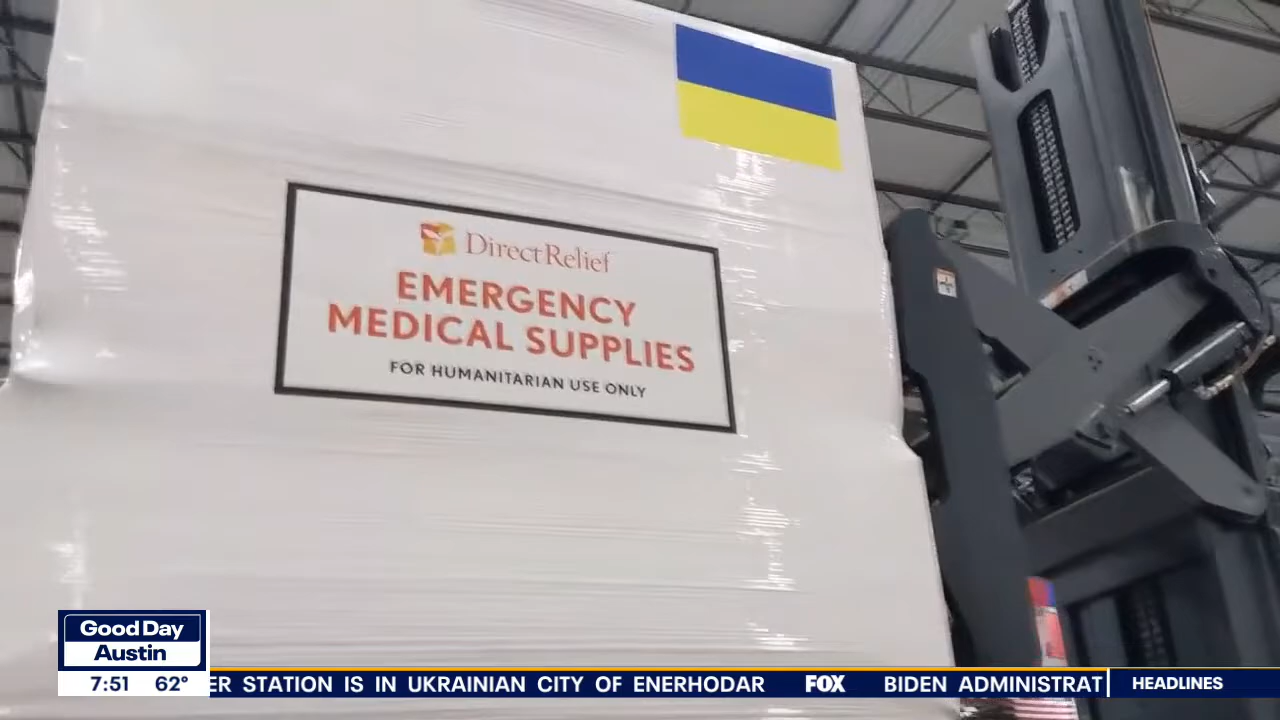 DirectRelief
EMERGENCY
MEDICAL SUPPLIES
FOR HUMANITARIAN USE ONLY
Good Day
Austin
7:51 62°
ER STATION IS IN UKRAINIAN CITY OF ENERHODAR FOX BIDEN ADMINISTRAT HEADLINES